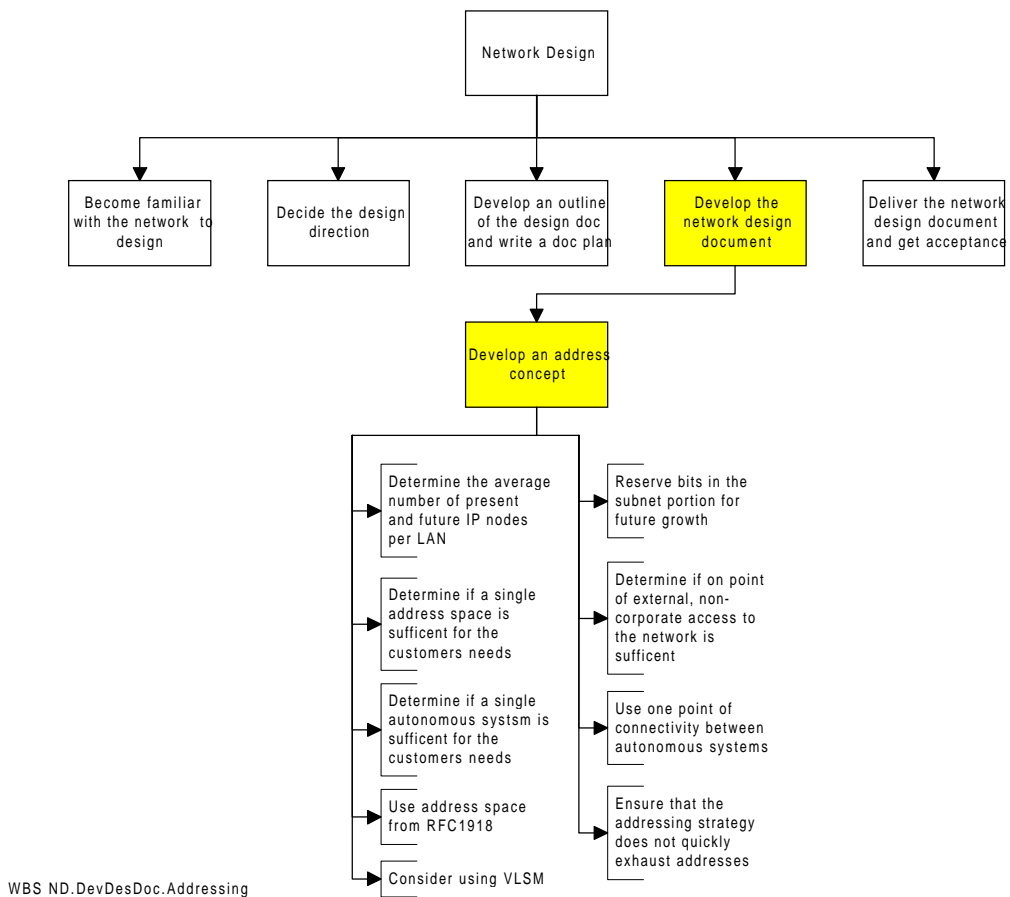 Network Design
Become familiar
with the network to
design
Decide the design
direction
Develop an outline
of the design doc
and write a doc plan
Develop the
network design
document
Deliver the network
design document
and get acceptance
Develop an address
concept
Determine the average
number of present
and future IP nodes
per LAN
Determine if a single
address space is
sufficent for the
customers needs
Determine if a single
autonomous systsm is
sufficent for the
customers needs
Use address space
from RFC1918
Consider using VLSM
Reserve bits in the
subnet portion for
future growth
Determine if on point
of external, non-
corporate access to
the network is
sufficent
Use one point of
connectivity between
autonomous systems
Ensure that the
addressing strategy
does not quickly
exhaust addresses
WBS ND.DevDesDoc.Addressing